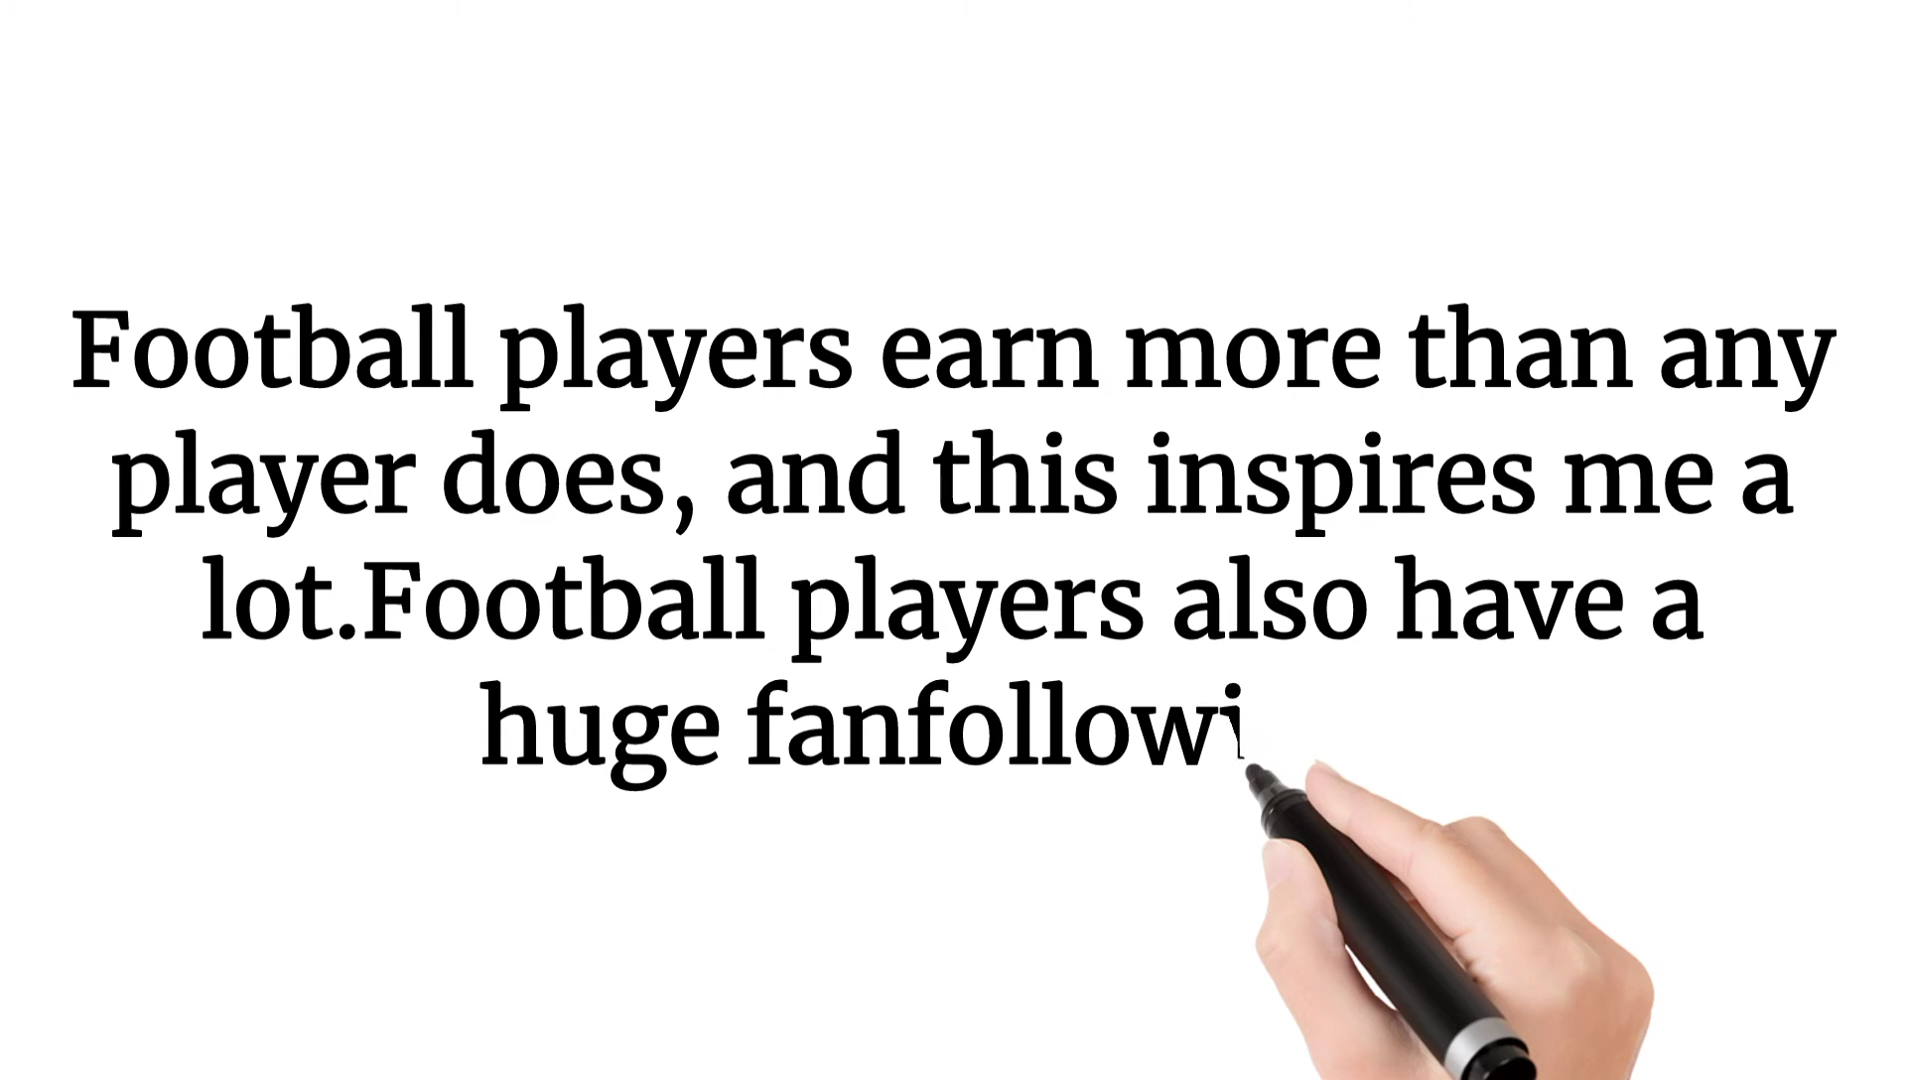 Football players earn more than any
player does, and this inspires me a
lot.Football players also have a
huge fanfollowi